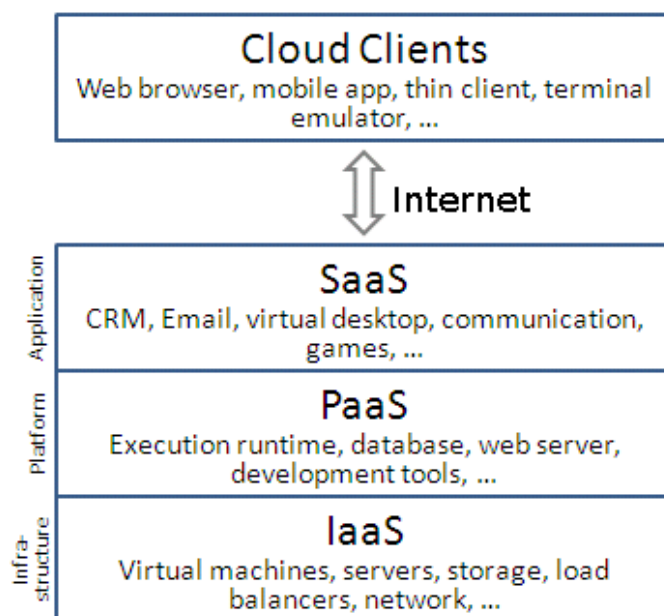 Cloud Clients
Web browser, mobile app, thin client, terminal
emulator, ...
Internet
Application
SaaS
CRM, Email, virtual desktop, communication,
games, ...
Platform
PaaS
Execution runtime, database, web server,
development tools, ...
Infra-
structure
IaaS
Virtual machines, servers, storage, load
balancers, network, ...